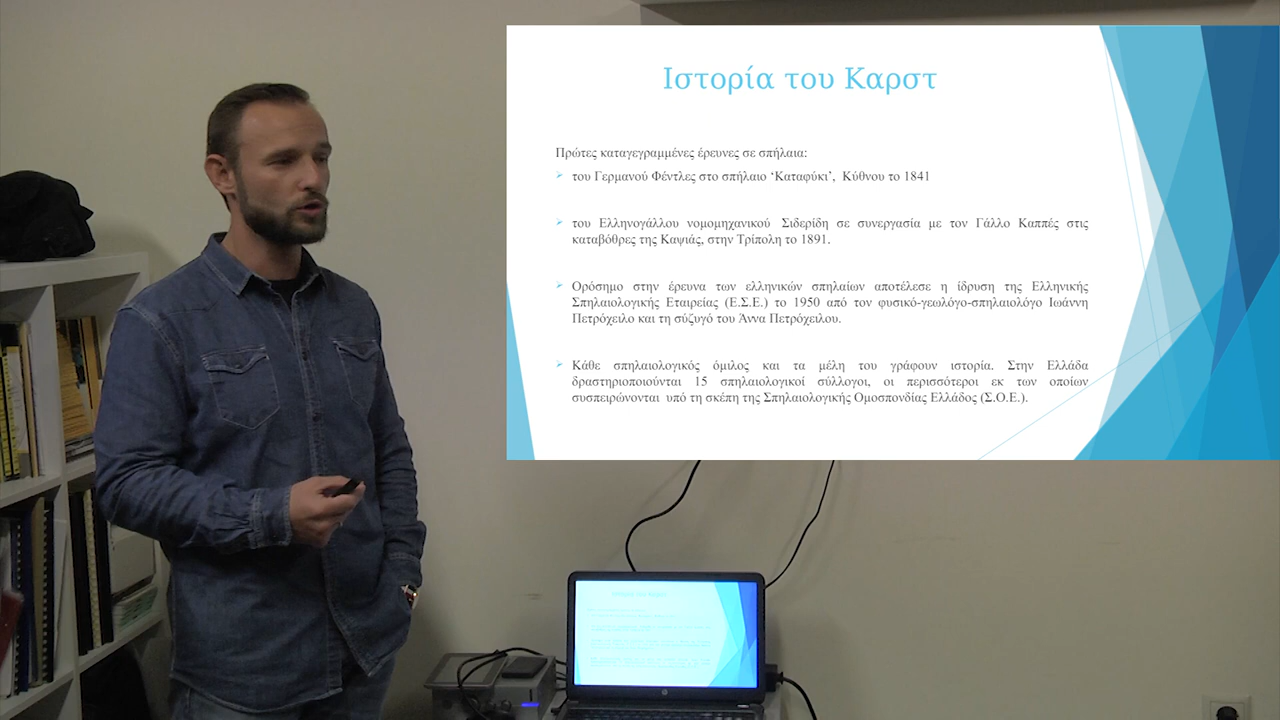 Ιστορία του Καρστ
Πρώτες καταγεγραμμένες έρευνες σε σπήλαια:
του Γερμανού Φέντλες στο σπήλαιο ‘Καταφύκι’, Κύθνου το 1841
του Ελληνογάλλου νομομηχανικού Σιδερίδη σε συνεργασία με τον Γάλλο Καππές στις
καταβόθρες της Καψιάς, στην Τρίπολη το 1891.
Ορόσημο στην έρευνα των ελληνικών σπηλαίων αποτέλεσε η ίδρυση της Ελληνικής
Σπηλαιολογικής Εταιρείας (Ε.Σ.Ε.) το 1950 από τον φυσικό-γεωλόγο-σπηλαιολόγο Ιωάννη
Πετρόχειλο και τη σύζυγό του Άννα Πετρόχειλου.
Κάθε σπηλαιολογικός όμιλος και τα μέλη του γράφουν ιστορία. Στην Ελλάδα
δραστηριοποιούνται 15 σπηλαιολογικοί σύλλογοι, οι περισσότεροι εκ των οποίων
συσπειρώνονται υπό τη σκέπη της Σπηλαιολογικής Ομοσπονδίας Ελλάδος (Σ.Ο.Ε.).